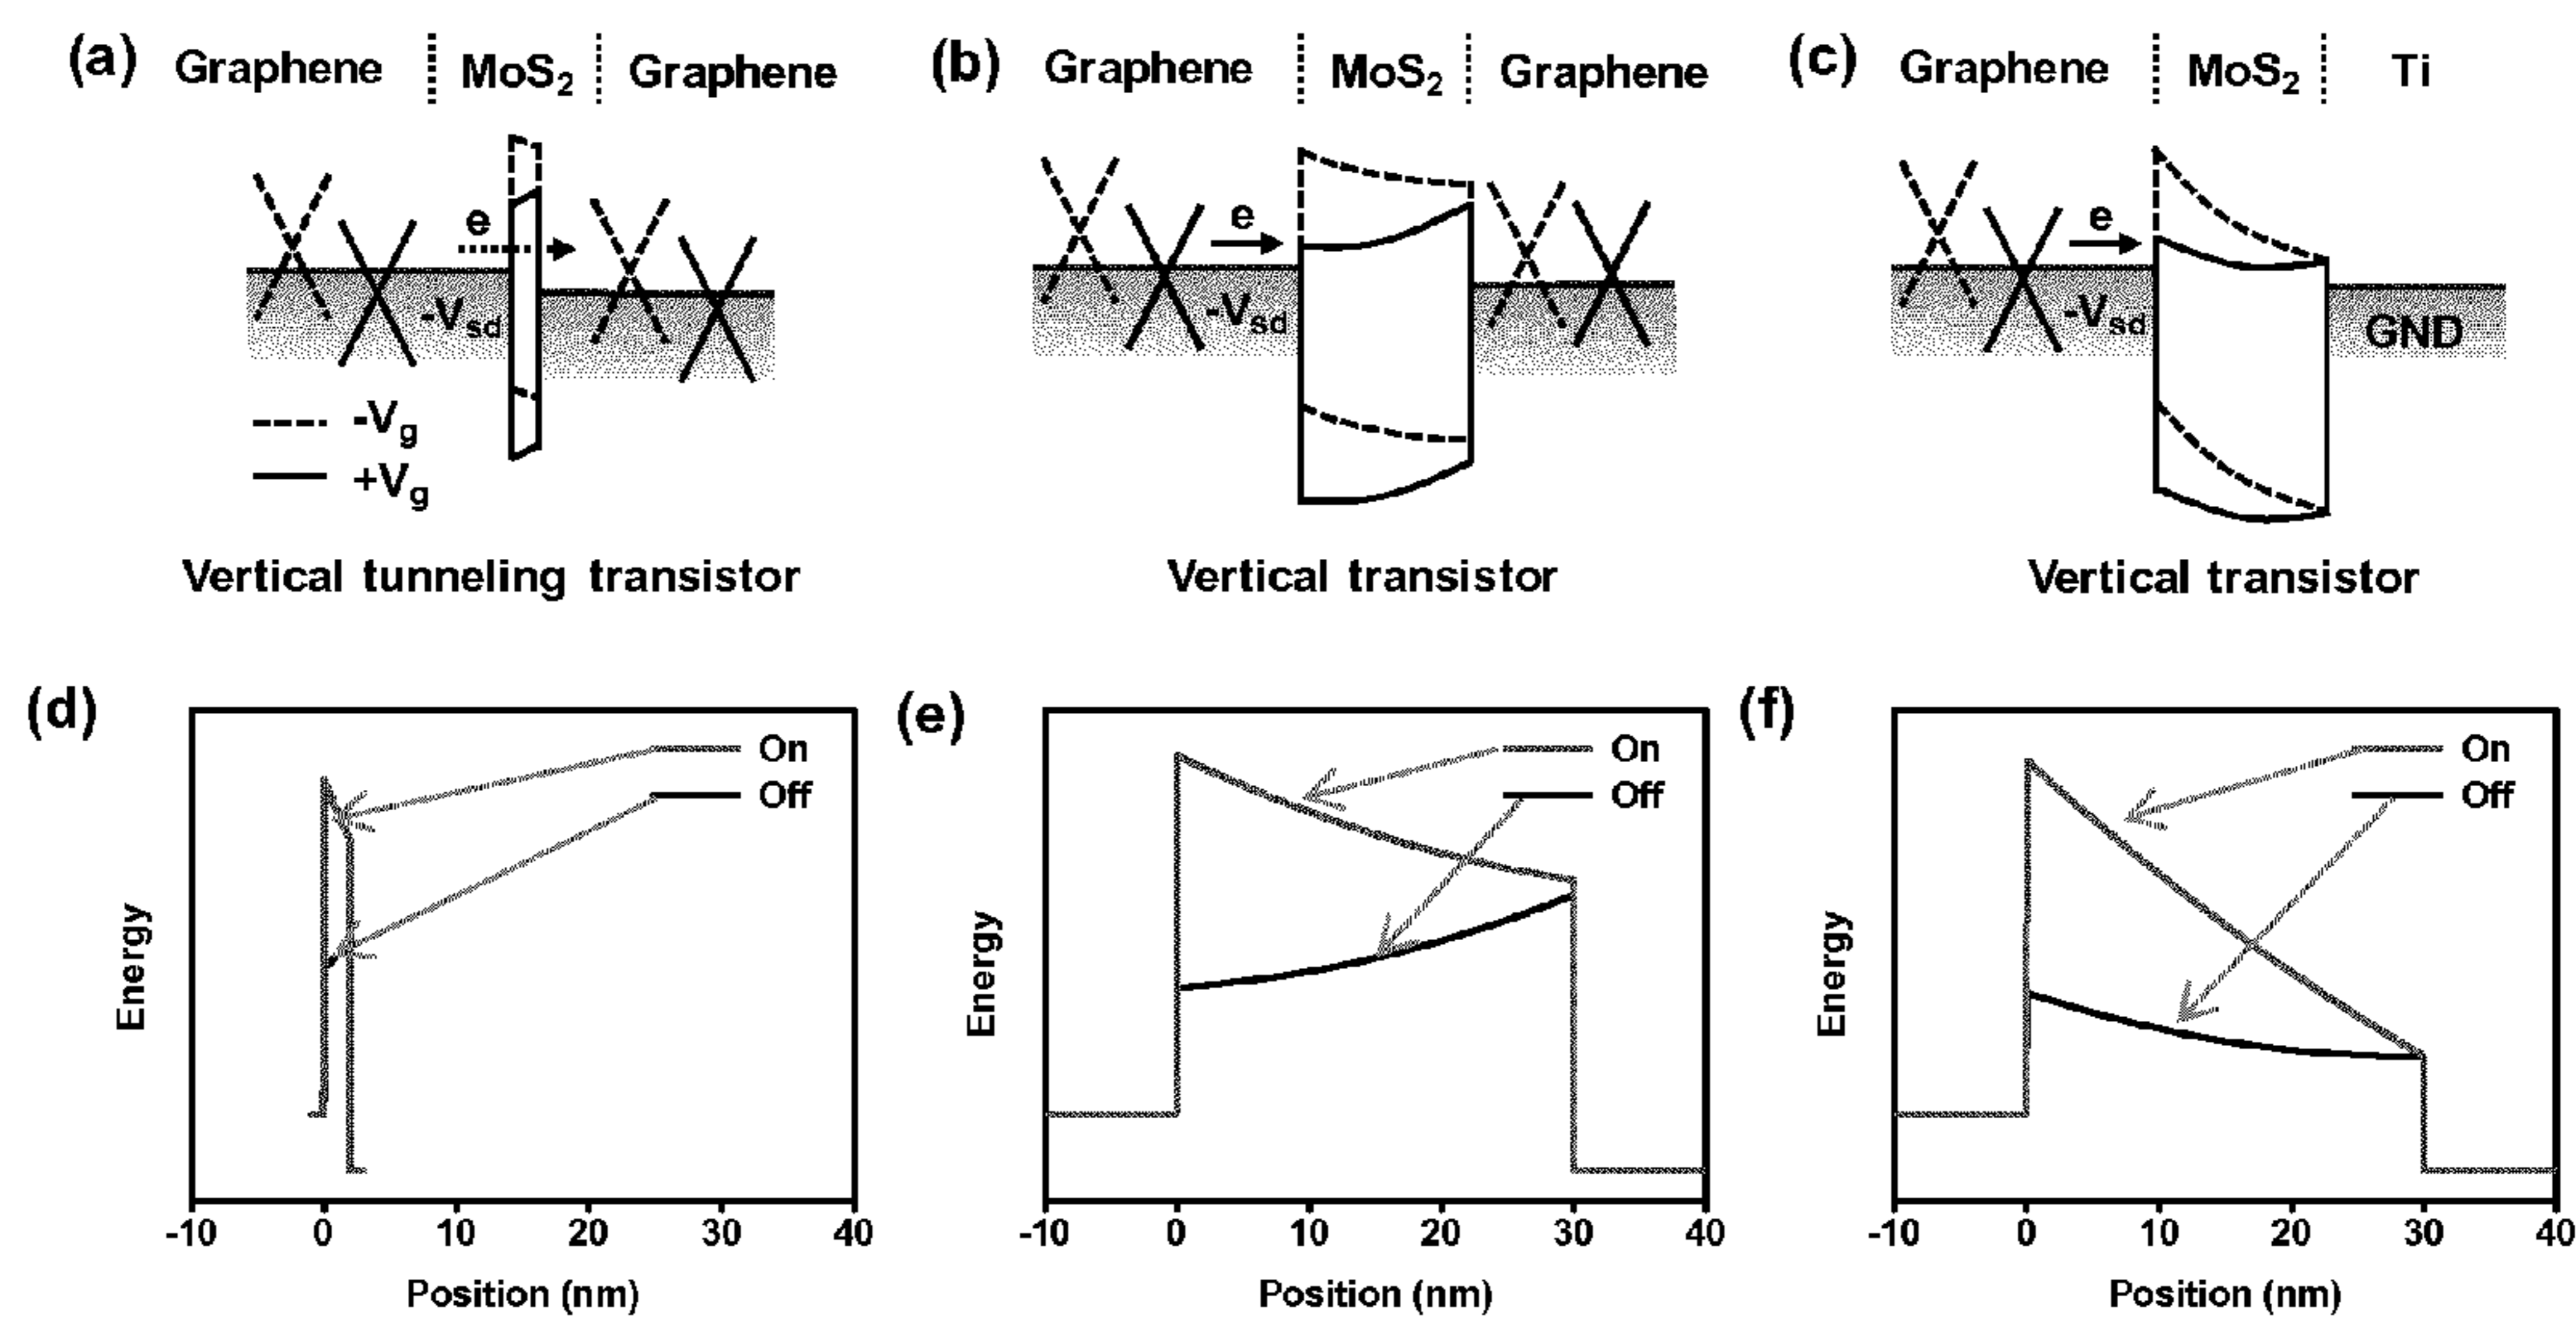 (a) Graphene MoS₂ Graphene
e
-Vsd
-Vg
+Vg
Vertical tunneling transistor
(b) Graphene MoS₂ Graphene
e
-Vsd
Vertical transistor
(c) Graphene MoS₂ Ti
e
-Vsd
GND
Vertical transistor
(d)
On
Off
Energy
-10 0 10 20 30 40
Position (nm)
(e)
On
Off
Energy
-10 0 10 20 30 40
Position (nm)
(f)
On
Off
Energy
-10 0 10 20 30 40
Position (nm)